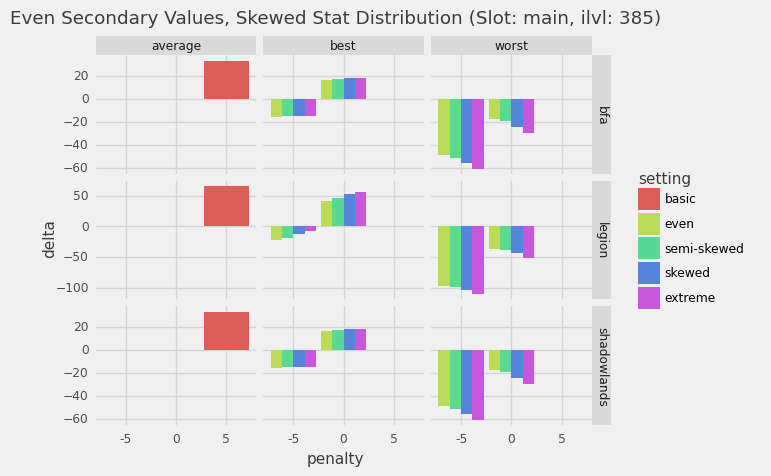 Even Secondary Values, Skewed Stat Distribution (Slot: main, ilvl: 385)
average best worst
20
0
−20
−40
−60
bfa
50
0
−50
−100
legion
20
0
−20
−40
−60
shadowlands
delta
-5 0 5 -5 0 5 -5 0 5
penalty
setting
basic
even
semi-skewed
skewed
extreme